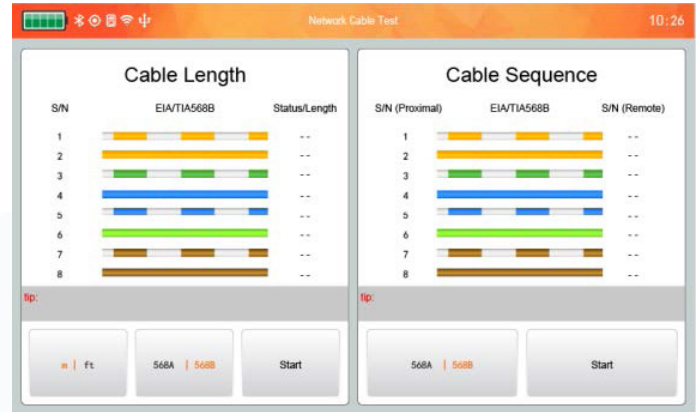 Network Cable Test 10:26
Cable Length
S/N EIA/TIA568B Status/Length
1 --
2 --
3 --
4 --
5 --
6 --
7 --
8 --
tip:
m | ft
568A | 568B
Start
Cable Sequence
S/N (Proximal) EIA/TIA568B S/N (Remote)
1 --
2 --
3 --
4 --
5 --
6 --
7 --
8 --
tip:
568A | 568B
Start